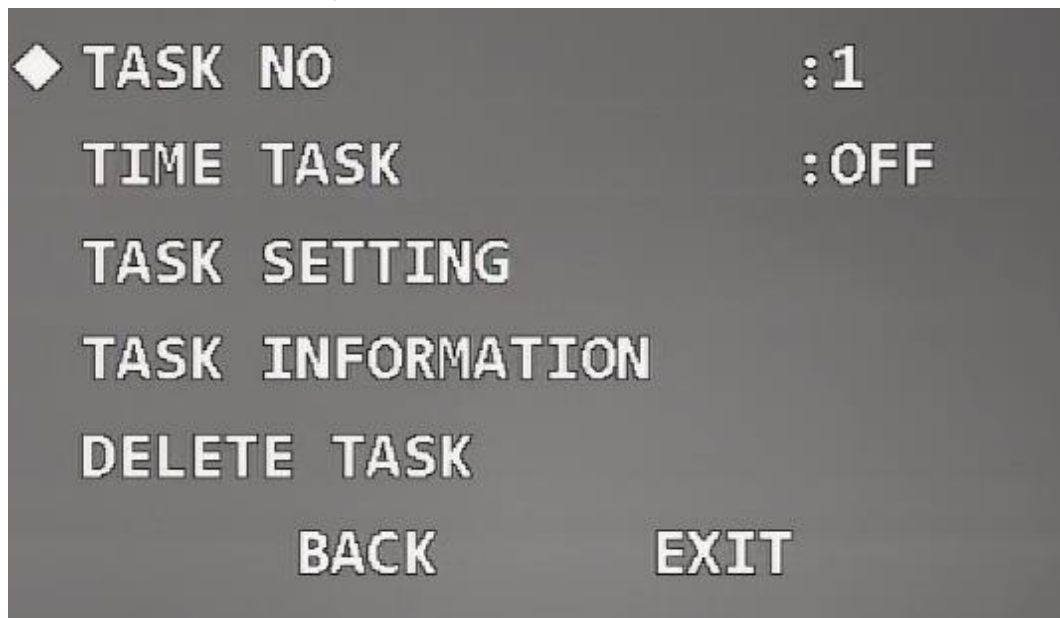 TASK NO :1
TIME TASK :OFF
TASK SETTING
TASK INFORMATION
DELETE TASK
BACK EXIT